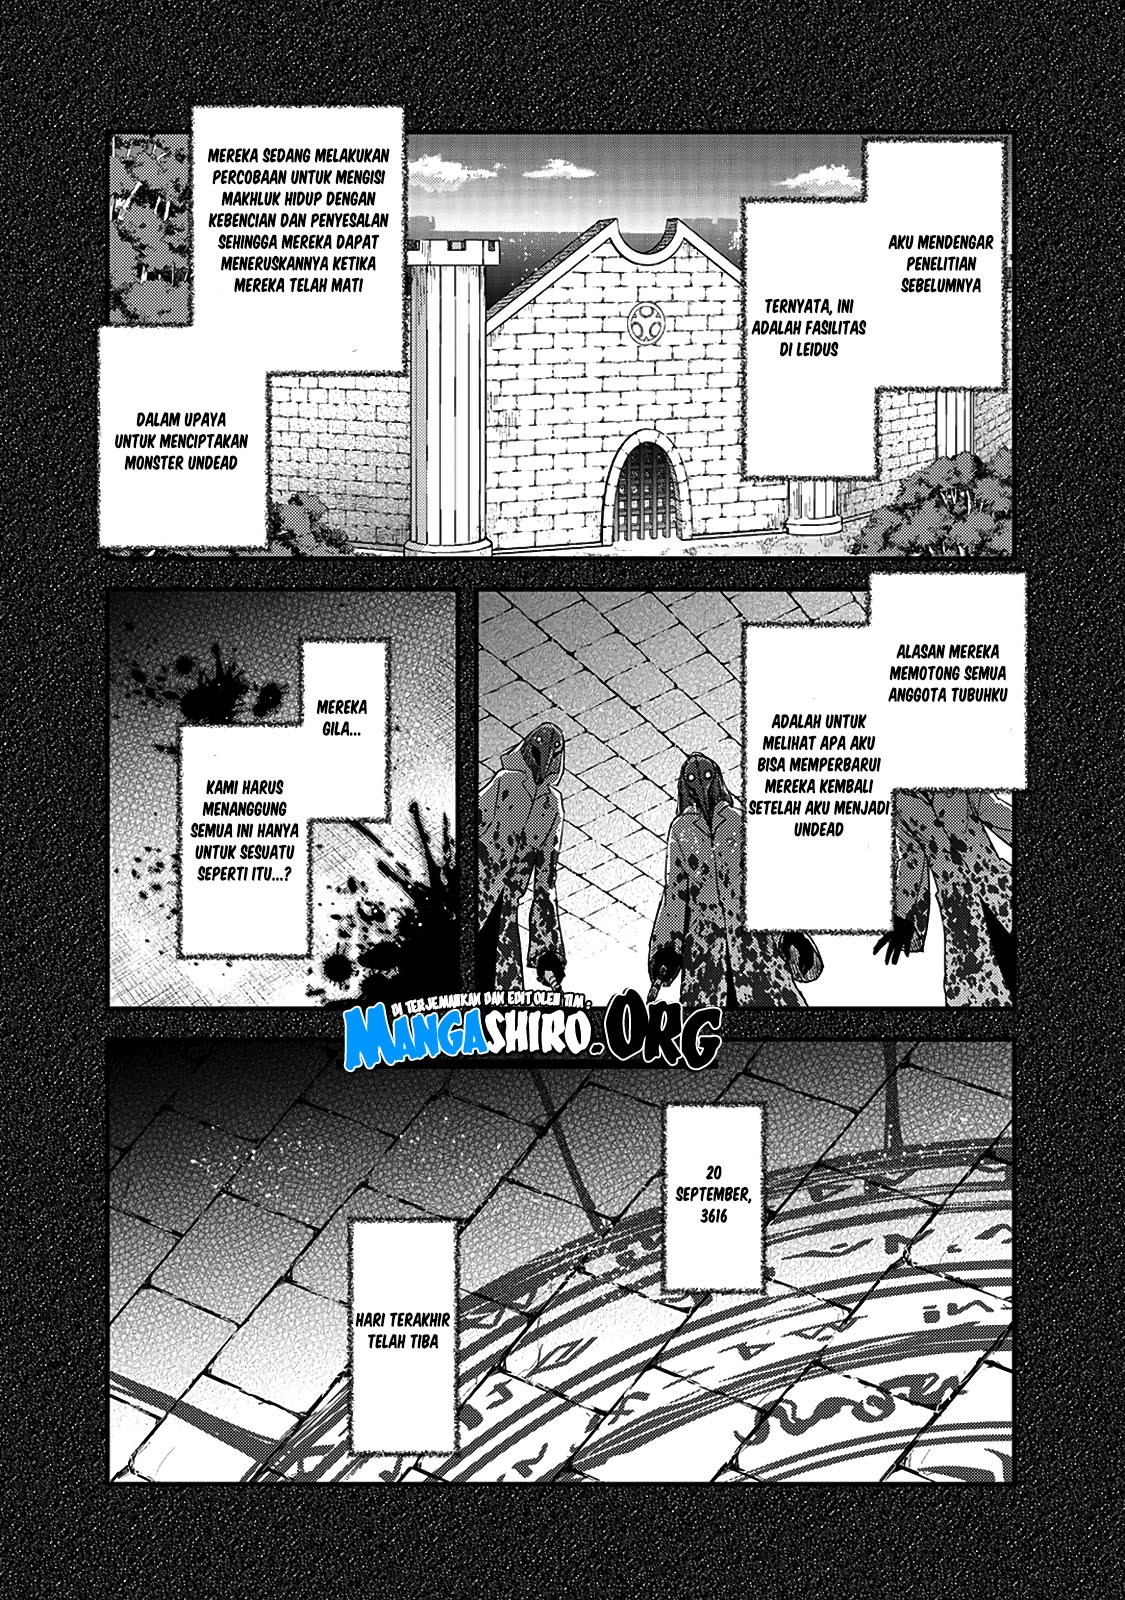 AKU MENDENGAR
PENELITIAN
SEBELUMNYA
TERNYATA, INI
ADALAH FASILITAS
DI LEIDUS
MEREKA SEDANG MELAKUKAN
PERCOBAAN UNTUK MENGISI
MAKHLUK HIDUP DENGAN
KEBENCIAN DAN PENYESALAN
SEHINGGA MEREKA DAPAT
MENERUSKANNYA KETIKA
MEREKA TELAH MATI
DALAM UPAYA
UNTUK MENCIPTAKAN
MONSTER UNDEAD
ALASAN MEREKA
MEMOTONG SEMUA
ANGGOTA TUBUHKU
ADALAH UNTUK
MELIHAT APA AKU
BISA MEMPERBARUI
MEREKA KEMBALI
SETELAH AKU MENJADI
UNDEAD
MEREKA
GILA...
KAMI HARUS
MENANGGUNG
SEMUA INI HANYA
UNTUK SESUATU
SEPERTI ITU...?
DI TERJEMAHKAN DAN EDIT OLEH TIM :
MANGASHIRO.ORG
20
SEPTEMBER,
3616
HARI TERAKHIR
TELAH TIBA